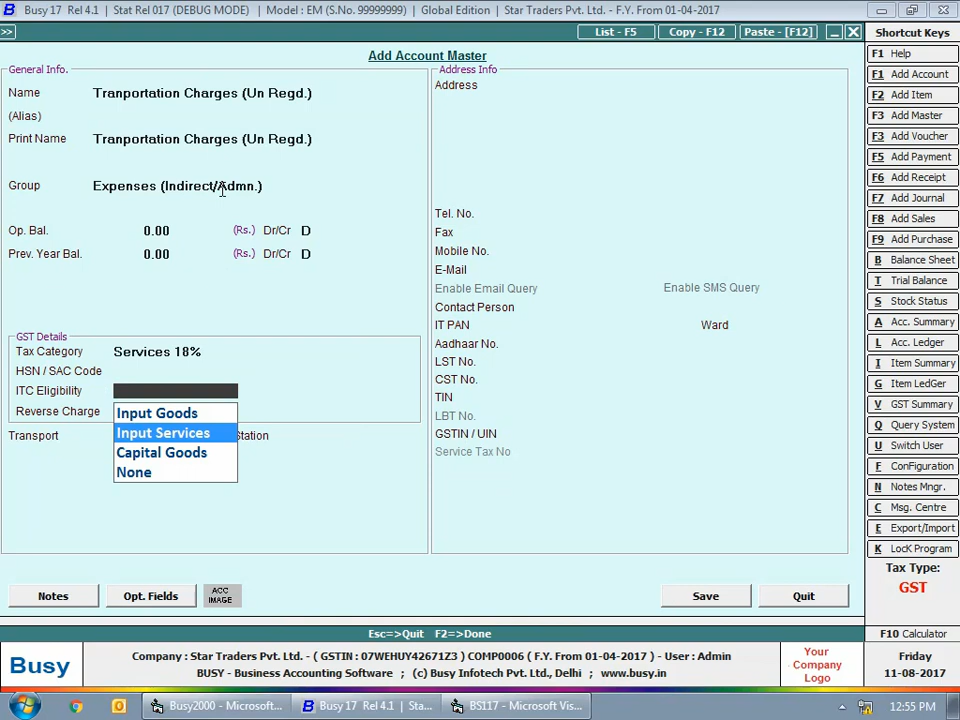 Busy 17 Rel 4.1 | Stat Rel 017 (DEBUG MODE) | Model : EM (S.No. 99999999) | Global Edition | Star Traders Pvt. Ltd. - F.Y. From 01-04-2017
>>
List - F5
Copy - F12
Paste - [F12]
Add Account Master
General Info.
Name Tranportation Charges (Un Regd.)
(Alias)
Print Name Tranportation Charges (Un Regd.)
Group Expenses (Indirect/Admn.)
Op. Bal. 0.00 (Rs.) Dr/Cr D
Prev. Year Bal. 0.00 (Rs.) Dr/Cr D
GST Details
Tax Category Services 18%
HSN / SAC Code
ITC Eligibility
Reverse Charge
Input Goods
Input Services
Capital Goods
None
Transport
Station
Address Info
Address
Tel. No.
Fax
Mobile No.
E-Mail
Enable Email Query Enable SMS Query
Contact Person
IT PAN Ward
Aadhaar No.
LST No.
CST No.
TIN
LBT No.
GSTIN / UIN
Service Tax No
Notes
Opt. Fields
ACC
IMAGE
Save
Quit
Esc=>Quit F2=>Done
Shortcut Keys
F1 Help
F1 Add Account
F2 Add Item
F3 Add Master
F3 Add Voucher
F5 Add Payment
F6 Add Receipt
F7 Add Journal
F8 Add Sales
F9 Add Purchase
B Balance Sheet
T Trial Balance
S Stock Status
A Acc. Summary
L Acc. Ledger
I Item Summary
G Item LedGer
V GST Summary
Q Query System
U Switch User
F ConFiguration
N Notes Mngr.
C Msg. Centre
E Export/Import
K LocK Program
Tax Type:
GST
F10 Calculator
Busy
Company : Star Traders Pvt. Ltd. - ( GSTIN : 07WEHUY42671Z3 ) COMP0006 ( F.Y. From 01-04-2017 ) - User : Admin
BUSY - Business Accounting Software ; (c) Busy Infotech Pvt. Ltd., Delhi ; www.busy.in
Your
Company
Logo
Friday
11-08-2017
Busy2000 - Microsoft...
Busy 17 Rel 4.1 | Sta...
BS117 - Microsoft Vis...
12:55 PM